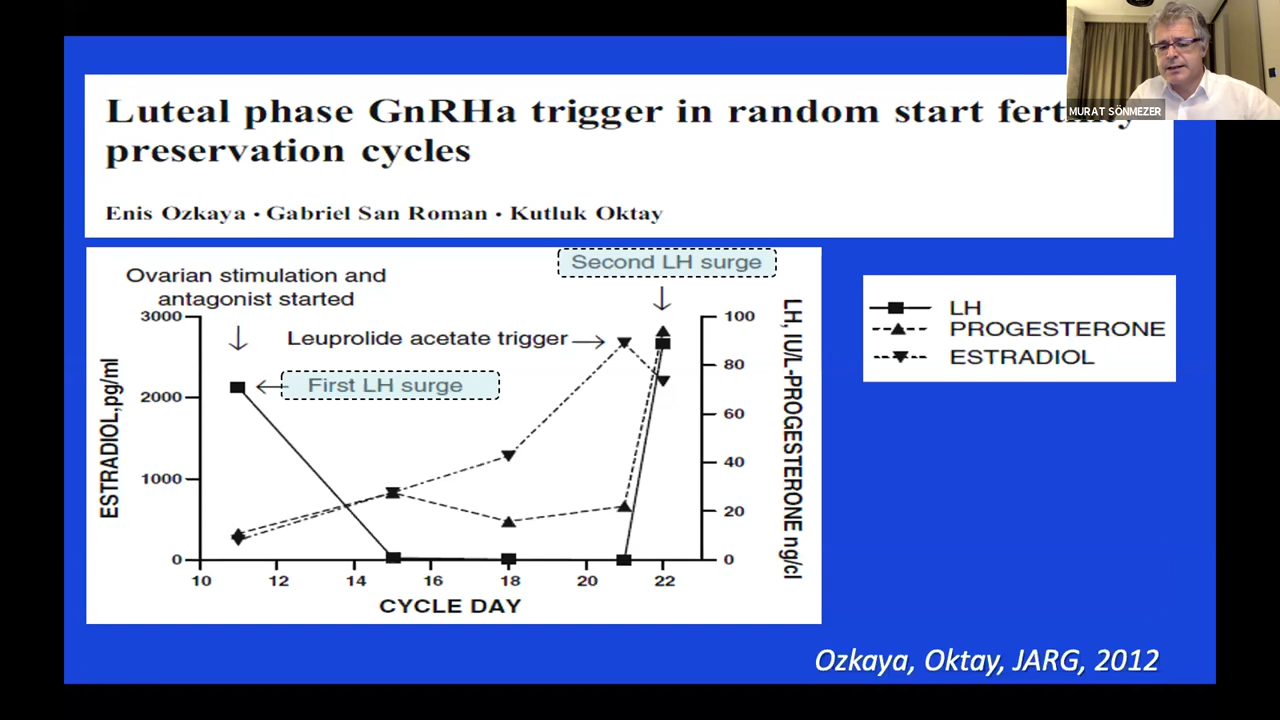 MURAT SÖNMEZER
Luteal phase GnRHa trigger in random start fertility
preservation cycles
Enis Ozkaya · Gabriel San Roman · Kutluk Oktay
Ovarian stimulation and
antagonist started
Second LH surge
Leuprolide acetate trigger
First LH surge
3000
2000
1000
0
ESTRADIOL,pg/ml
100
80
60
40
20
0
LH, IU/L-PROGESTERONE ng/cl
10 12 14 16 18 20 22
CYCLE DAY
LH
PROGESTERONE
ESTRADIOL
Ozkaya, Oktay, JARG, 2012